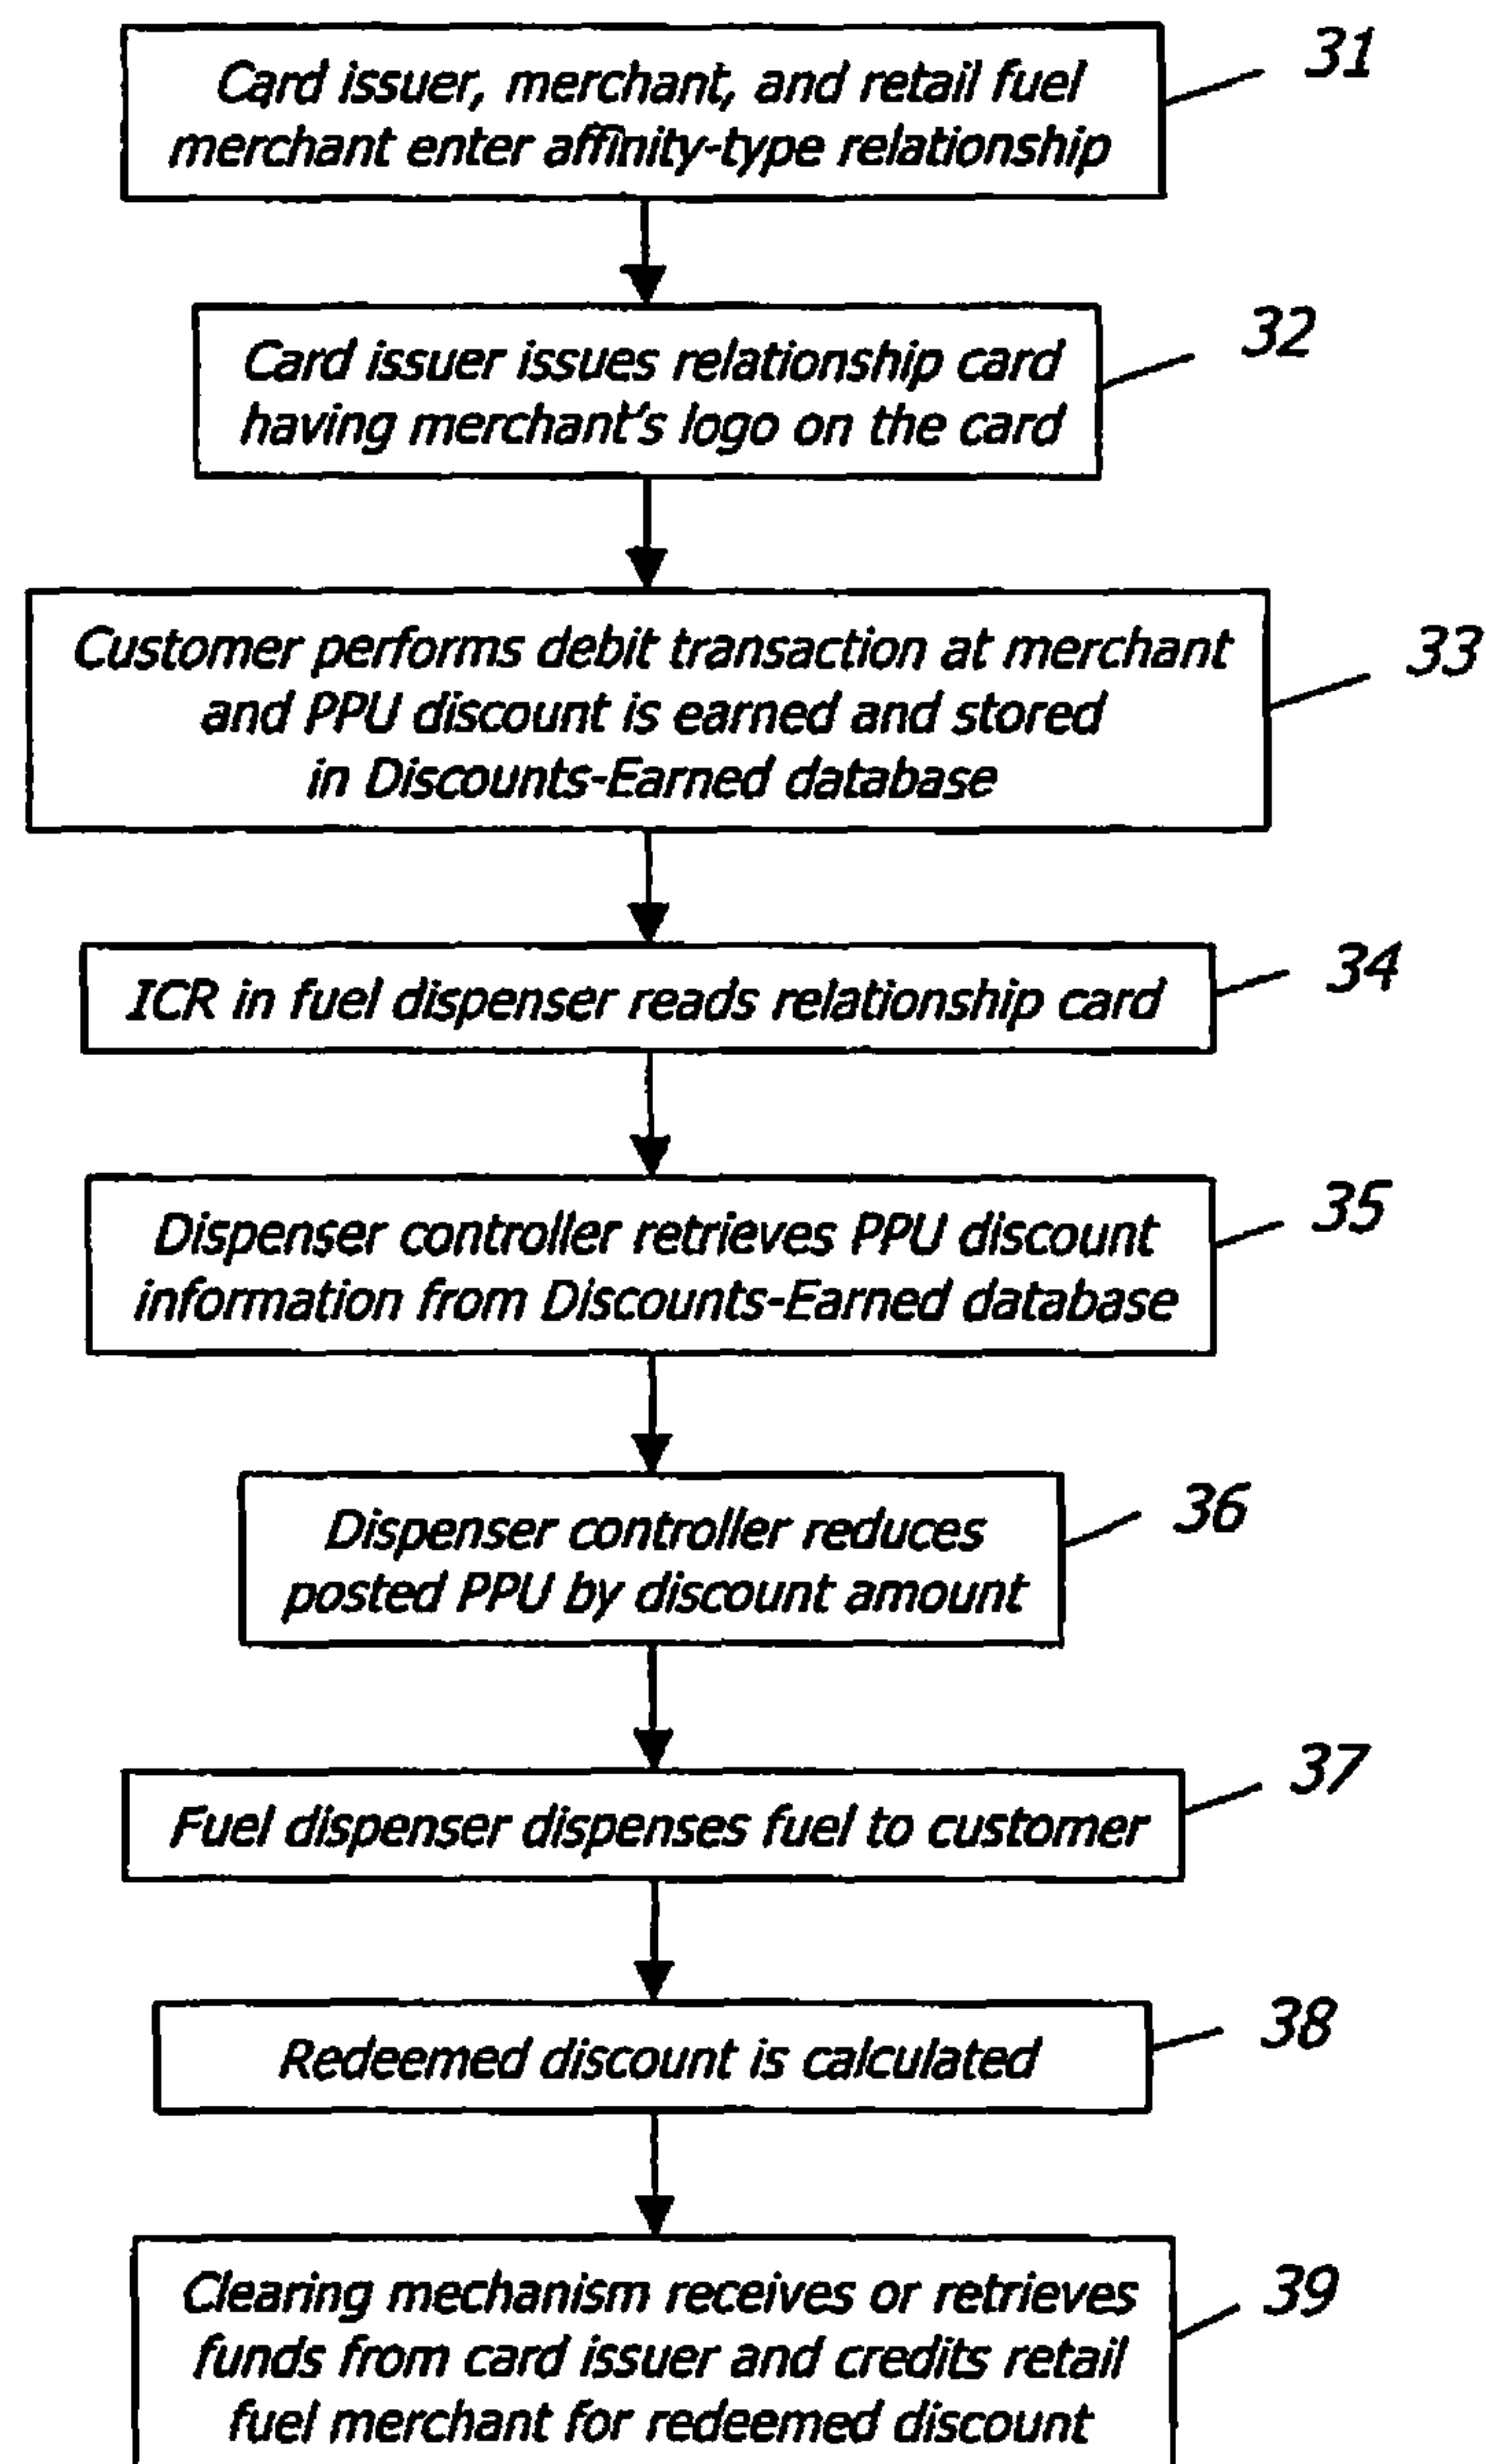 Card issuer, merchant, and retail fuel
merchant enter affinity-type relationship
31
Card issuer issues relationship card
having merchant's logo on the card
32
Customer performs debit transaction at merchant
and PPU discount is earned and stored
in Discounts-Earned database
33
ICR in fuel dispenser reads relationship card
34
Dispenser controller retrieves PPU discount
information from Discounts-Earned database
35
Dispenser controller reduces
posted PPU by discount amount
36
Fuel dispenser dispenses fuel to customer
37
Redeemed discount is calculated
38
Clearing mechanism receives or retrieves
funds from card issuer and credits retail
fuel merchant for redeemed discount
39